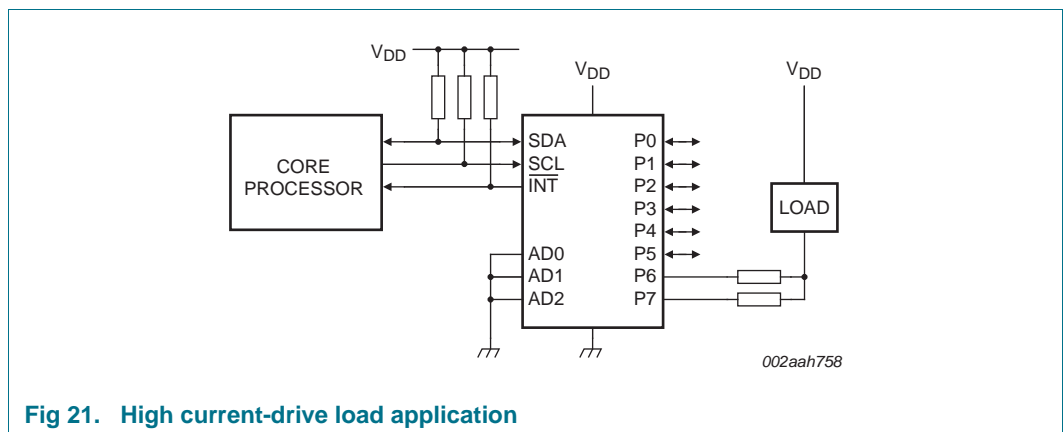 VDD
VDD
VDD
CORE
PROCESSOR
SDA
SCL
INT
AD0
AD1
AD2
P0
P1
P2
P3
P4
P5
P6
P7
LOAD
002aah758
Fig 21. High current-drive load application